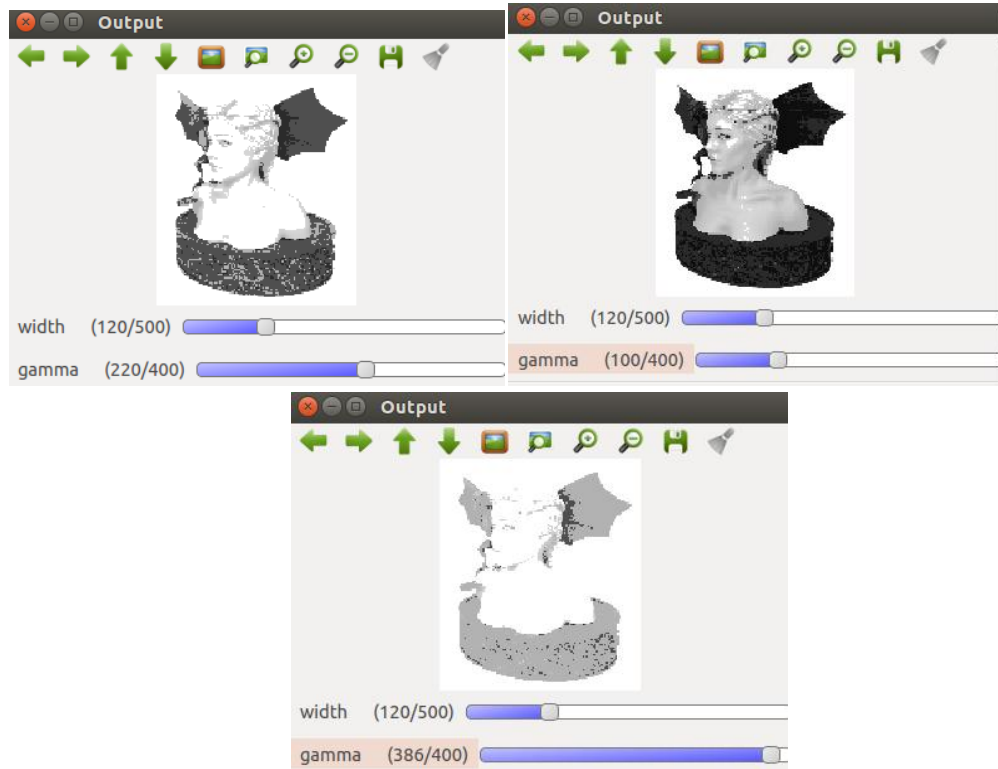 Output
width (120/500)
gamma (220/400)
Output
width (120/500)
gamma (100/400)
Output
width (120/500)
gamma (386/400)